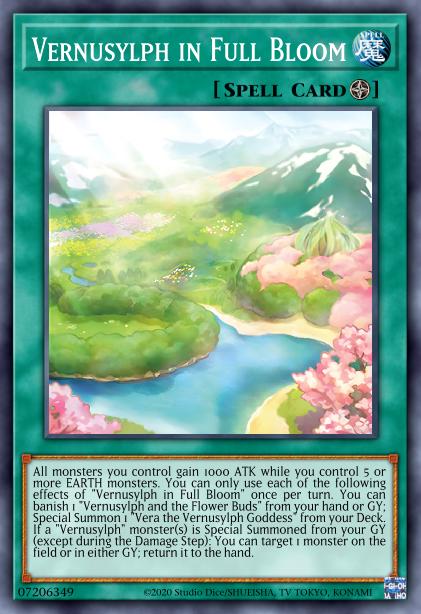 VERNUSYLPH IN FULL BLOOM
SPELL
魔
[SPELL CARD]
All monsters you control gain 1000 ATK while you control 5 or
more EARTH monsters. You can only use each of the following
effects of "Vernusylph in Full Bloom" once per turn. You can
banish 1 "Vernusylph and the Flower Buds" from your hand or GY;
Special Summon 1 "Vera the Vernusylph Goddess" from your Deck.
If a "Vernusylph" monster(s) is Special Summoned from your GY
(except during the Damage Step): You can target 1 monster on the
field or in either GY; return it to the hand.
07206349
©2020 Studio Dice/SHUEISHA, TV TOKYO, KONAMI